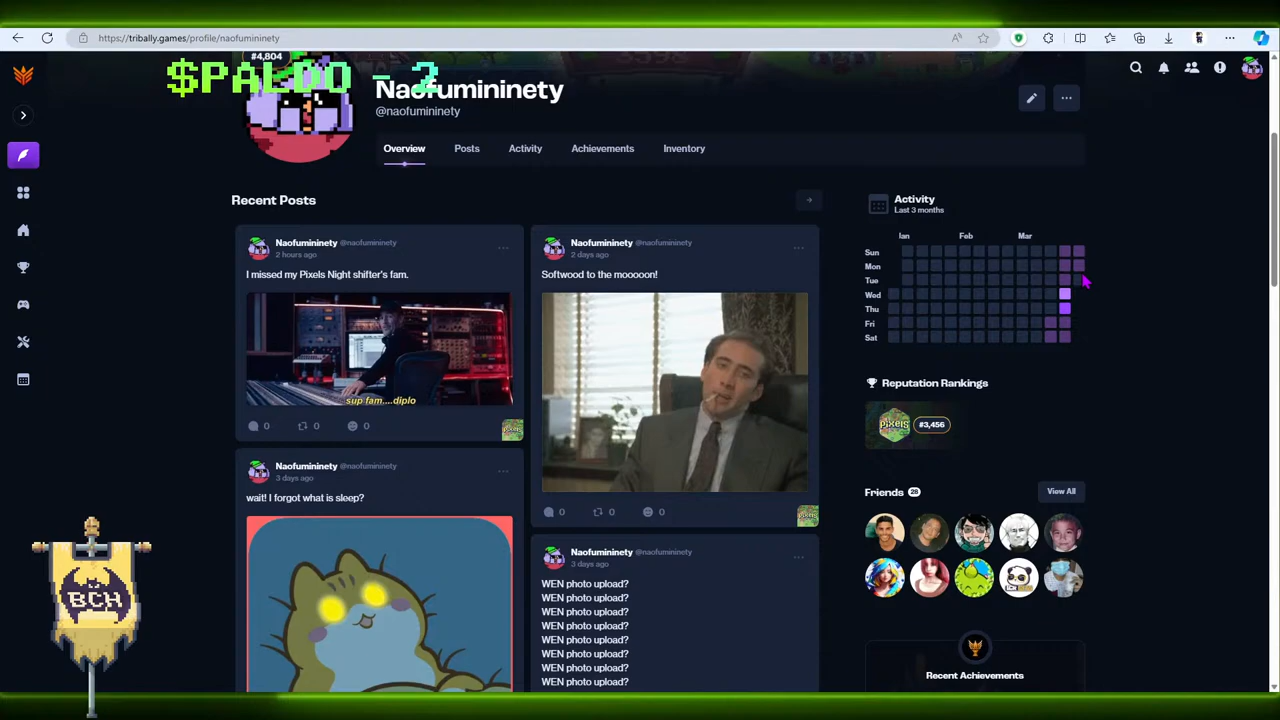 https://tribally.games/profile/naofumininety
#4,804
$PALDO - 2
Naofumininety
@naofumininety
Overview
Posts
Activity
Achievements
Inventory
Recent Posts
Naofumininety @naofumininety
2 hours ago
I missed my Pixels Night shifter's fam.
sup fam....diplo
0
0
0
PIXELS
Naofumininety @naofumininety
2 days ago
Softwood to the mooooon!
0
0
0
PIXELS
Naofumininety @naofumininety
3 days ago
wait! I forgot what is sleep?
Naofumininety @naofumininety
3 days ago
WEN photo upload?
WEN photo upload?
WEN photo upload?
WEN photo upload?
WEN photo upload?
WEN photo upload?
WEN photo upload?
WEN photo upload?
Activity
Last 3 months
Jan
Feb
Mar
Sun
Mon
Tue
Wed
Thu
Fri
Sat
Reputation Rankings
PIXELS
#3,456
Friends 28
View All
Recent Achievements
BCH